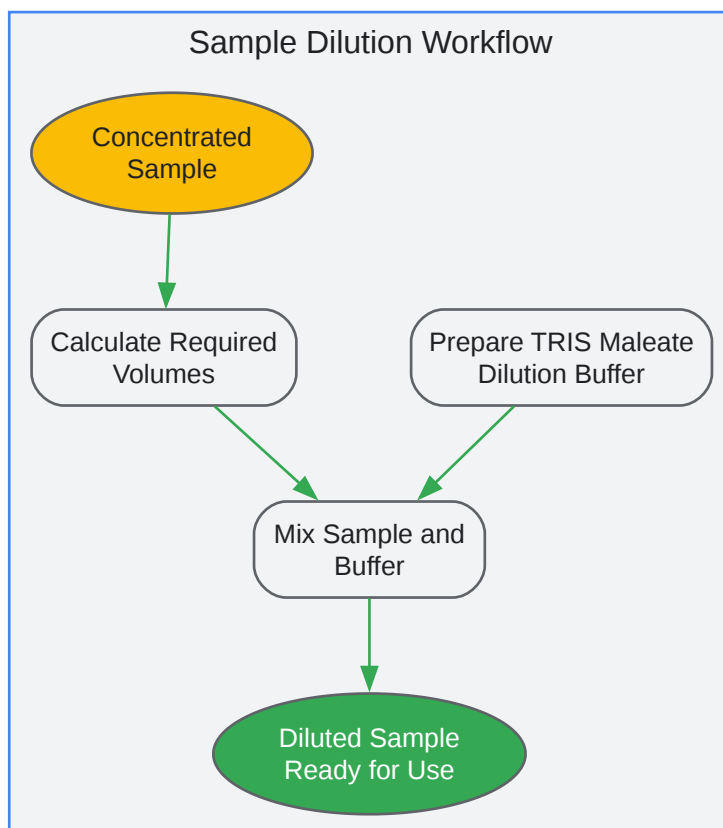 Sample Dilution Workflow
Concentrated
Sample
Calculate Required
Volumes
Prepare TRIS Maleate
Dilution Buffer
Mix Sample and
Buffer
Diluted Sample
Ready for Use